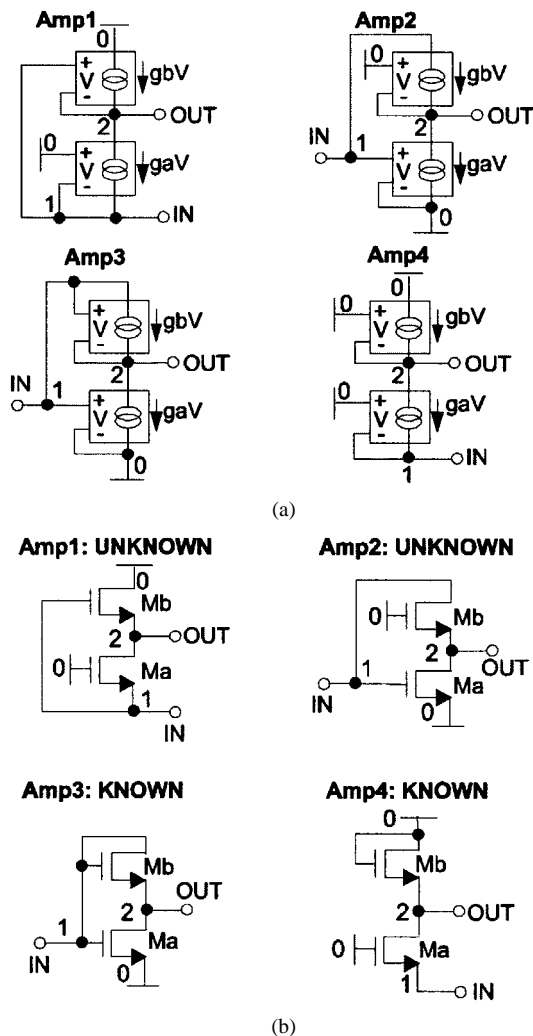 Amp1
0
+
V
-
gbV
2
OUT
0
+
V
-
gaV
1
IN
Amp2
0
+
V
-
gbV
2
OUT
IN
1
+
V
-
gaV
0
Amp3
+
V
-
gbV
IN
1
2
OUT
+
V
-
gaV
0
Amp4
0
0
+
V
-
gbV
2
OUT
0
+
V
-
gaV
IN
1
(a)
Amp1: UNKNOWN
0
Mb
2
OUT
0
Ma
1
IN
Amp2: UNKNOWN
0
Mb
1
2
OUT
IN
Ma
0
Amp3: KNOWN
Mb
OUT
1
2
IN
Ma
0
Amp4: KNOWN
0
Mb
2
OUT
0
Ma
1
IN
(b)